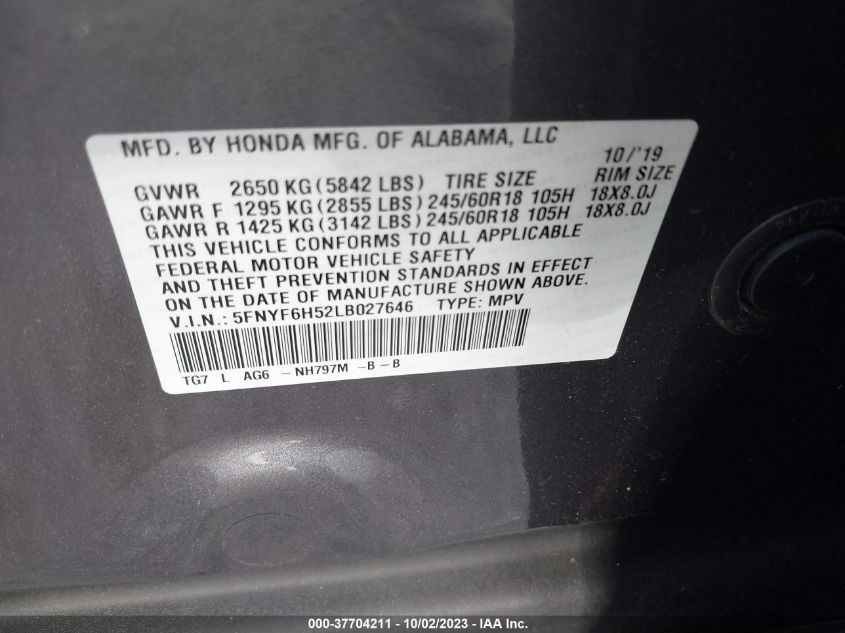 MFD. BY HONDA MFG. OF ALABAMA, LLC
10/'19
GVWR 2650 KG (5842 LBS) TIRE SIZE RIM SIZE
GAWR F 1295 KG (2855 LBS) 245/60R18 105H 18X8.0J
GAWR R 1425 KG (3142 LBS) 245/60R18 105H 18X8.0J
THIS VEHICLE CONFORMS TO ALL APPLICABLE
FEDERAL MOTOR VEHICLE SAFETY
AND THEFT PREVENTION STANDARDS IN EFFECT
ON THE DATE OF MANUFACTURE SHOWN ABOVE.
V.I.N.: 5FNYF6H52LB027646 TYPE: MPV
TG7 L AG6 -NH797M -B-B
000-37704211 - 10/02/2023 - IAA Inc.